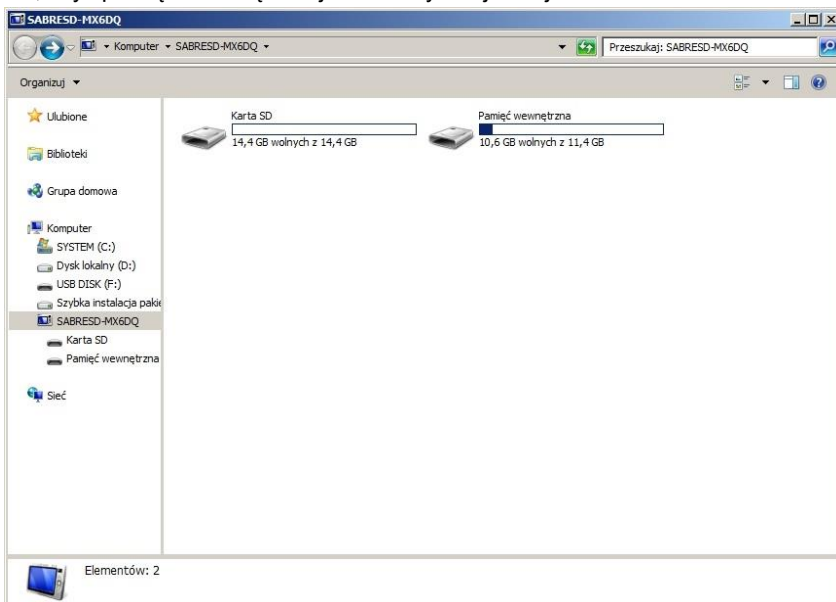 SABRESD-MX6DQ
Komputer SABRESD-MX6DQ Przeszukaj: SABRESD-MX6DQ
Organizuj
Ulubione
Biblioteki
Grupa domowa
Komputer
SYSTEM (C:)
Dysk lokalny (D:)
USB DISK (F:)
Szybka instalacja pakie
SABRESD-MX6DQ
Karta SD
Pamięć wewnętrzna
Sieć
Karta SD
14,4 GB wolnych z 14,4 GB
Pamięć wewnętrzna
10,6 GB wolnych z 11,4 GB
Elementów: 2